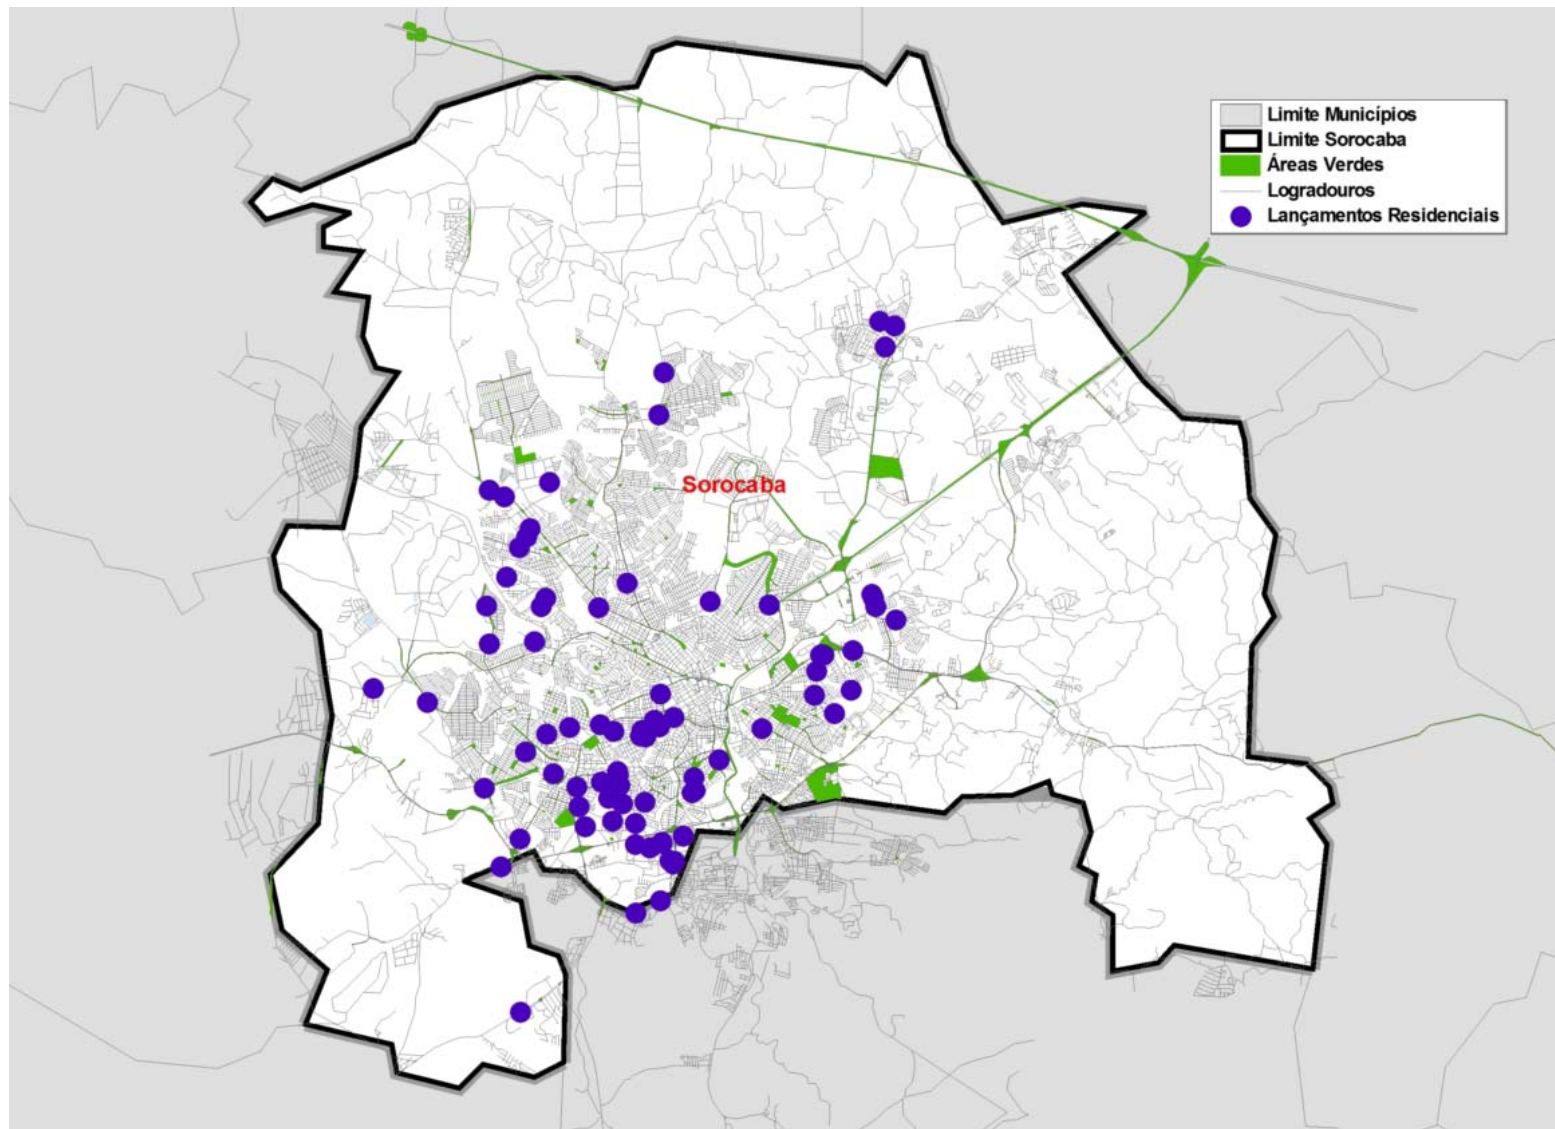 Limite Municípios
Limite Sorocaba
Áreas Verdes
Logradouros
Lançamentos Residenciais
Sorocaba